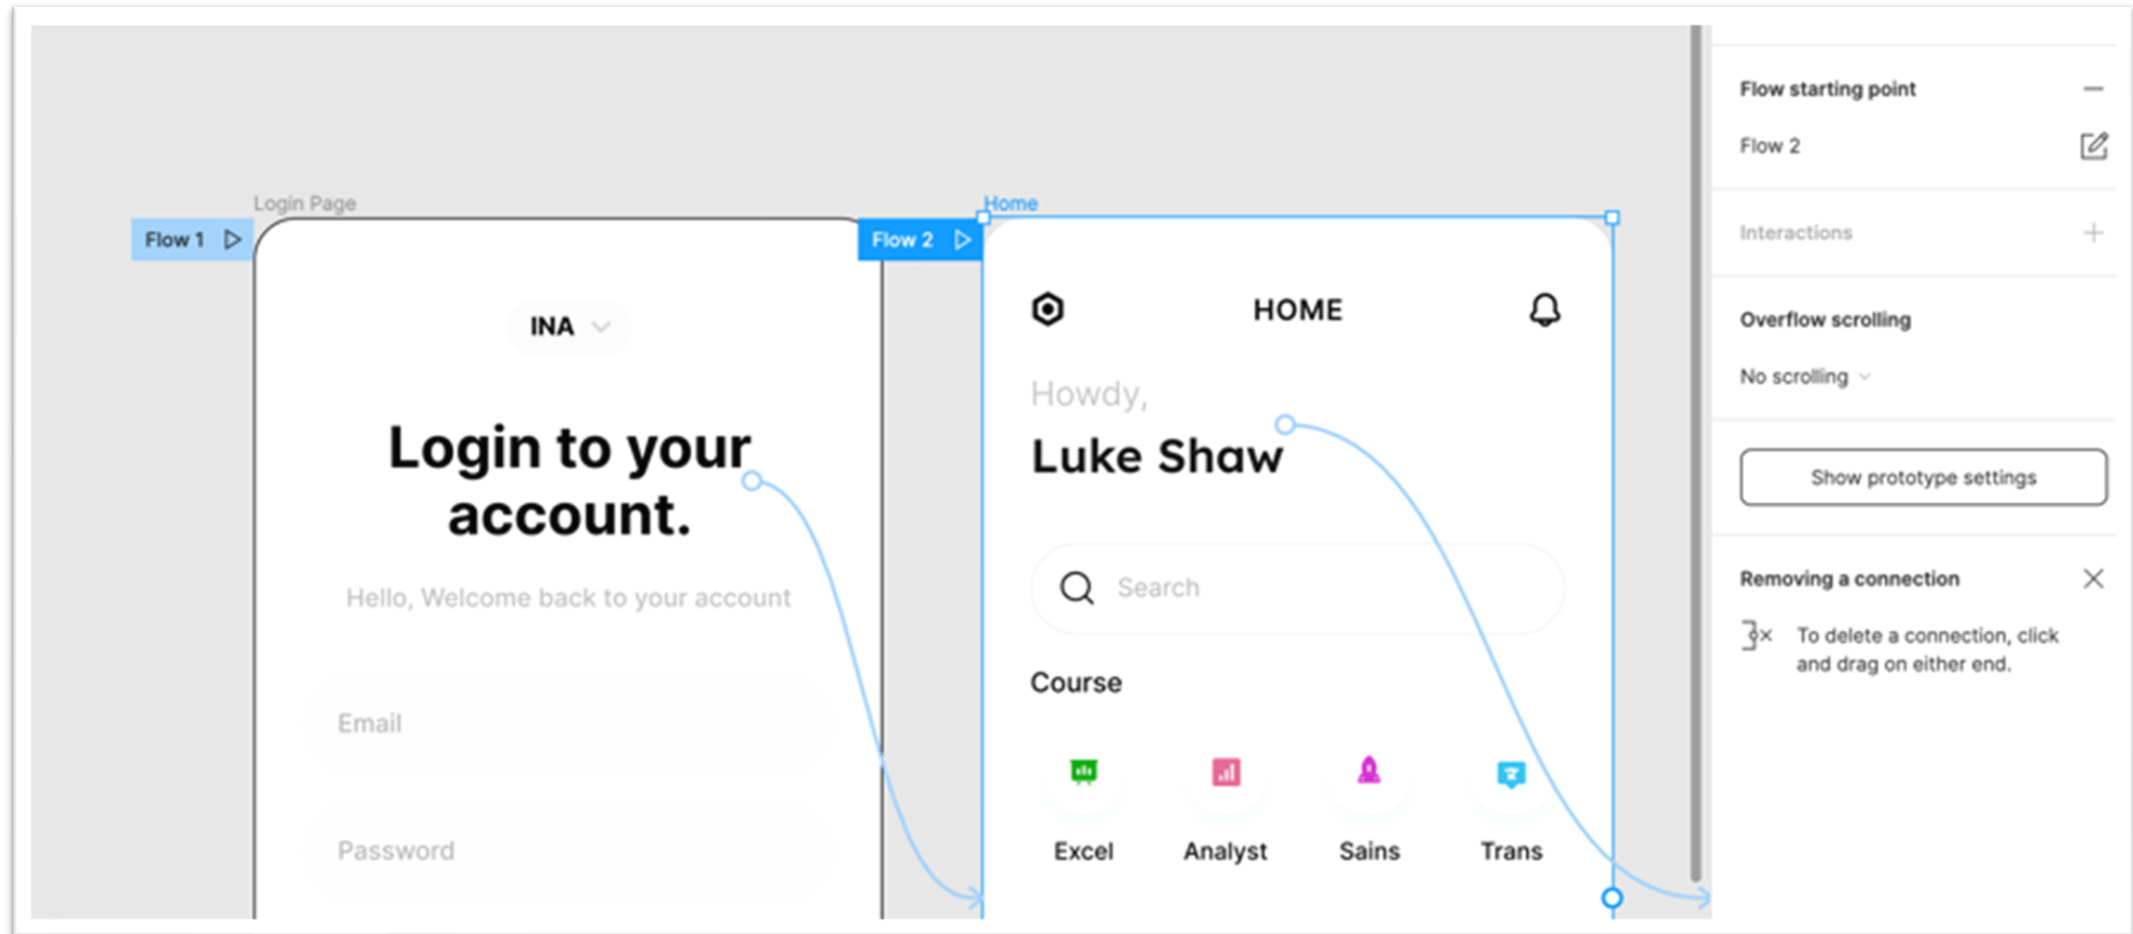 Login Page
Flow 1
INA
Login to your
account.
Hello, Welcome back to your account
Email
Password
Home
Flow 2
HOME
Howdy,
Luke Shaw
Search
Course
Excel Analyst Sains Trans
Flow starting point
Flow 2
Interactions
Overflow scrolling
No scrolling
Show prototype settings
Removing a connection
To delete a connection, click
and drag on either end.